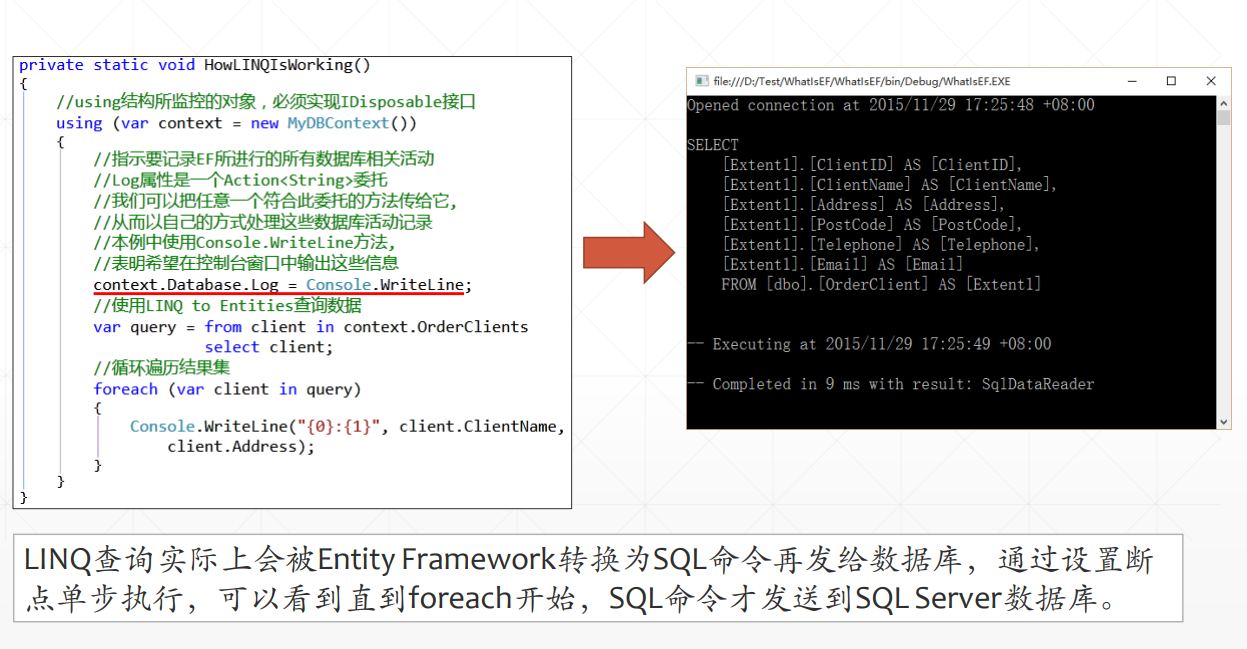 private static void HowLINQIsWorking()
{
//using结构所监控的对象，必须实现IDisposable接口
using (var context = new MyDBContext())
{
//指示要记录EF所进行的所有数据库相关活动
//Log属性是一个Action<String>委托
//我们可以把任意一个符合此委托的方法传给它,
//从而以自己的方式处理这些数据库活动记录
//本例中使用Console.WriteLine方法,
//表明希望在控制台窗口中输出这些信息
context.Database.Log = Console.WriteLine;
//使用LINQ to Entities查询数据
var query = from client in context.OrderClients
select client;
//循环遍历结果集
foreach (var client in query)
{
Console.WriteLine("{0}:{1}", client.ClientName,
client.Address);
}
}
}
file:///D:/Test/WhatIsEF/WhatIsEF/bin/Debug/WhatIsEF.EXE
Opened connection at 2015/11/29 17:25:48 +08:00
SELECT
[Extent1].[ClientID] AS [ClientID],
[Extent1].[ClientName] AS [ClientName],
[Extent1].[Address] AS [Address],
[Extent1].[PostCode] AS [PostCode],
[Extent1].[Telephone] AS [Telephone],
[Extent1].[Email] AS [Email]
FROM [dbo].[OrderClient] AS [Extent1]
-- Executing at 2015/11/29 17:25:49 +08:00
-- Completed in 9 ms with result: SqlDataReader
LINQ查询实际上会被Entity Framework转换为SQL命令再发给数据库，通过设置断
点单步执行，可以看到直到foreach开始，SQL命令才发送到SQL Server数据库。